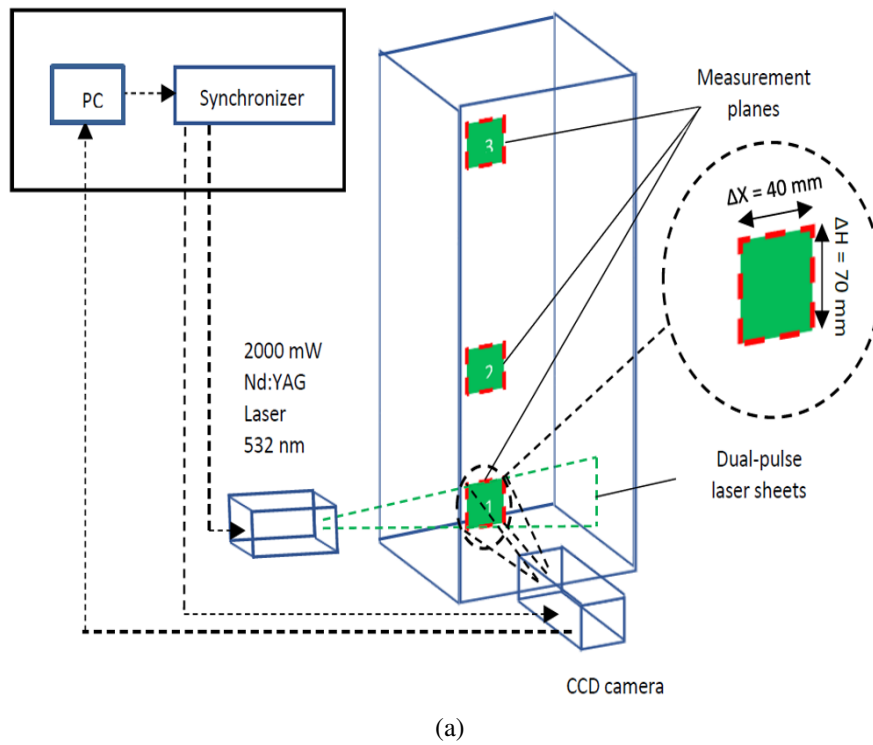 PC
Synchronizer
Measurement
planes
3
ΔX = 40 mm
ΔH = 70 mm
2
2000 mW
Nd:YAG
Laser
532 nm
1
Dual-pulse
laser sheets
CCD camera
(a)